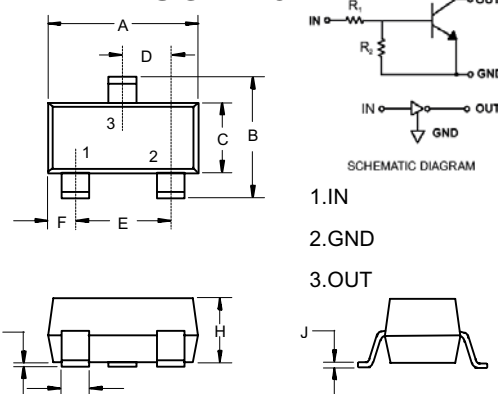 A
D
3
C
B
1
2
F
E
H
J
R1
IN
R2
OUT
GND
IN
OUT
GND
SCHEMATIC DIAGRAM
1.IN
2.GND
3.OUT